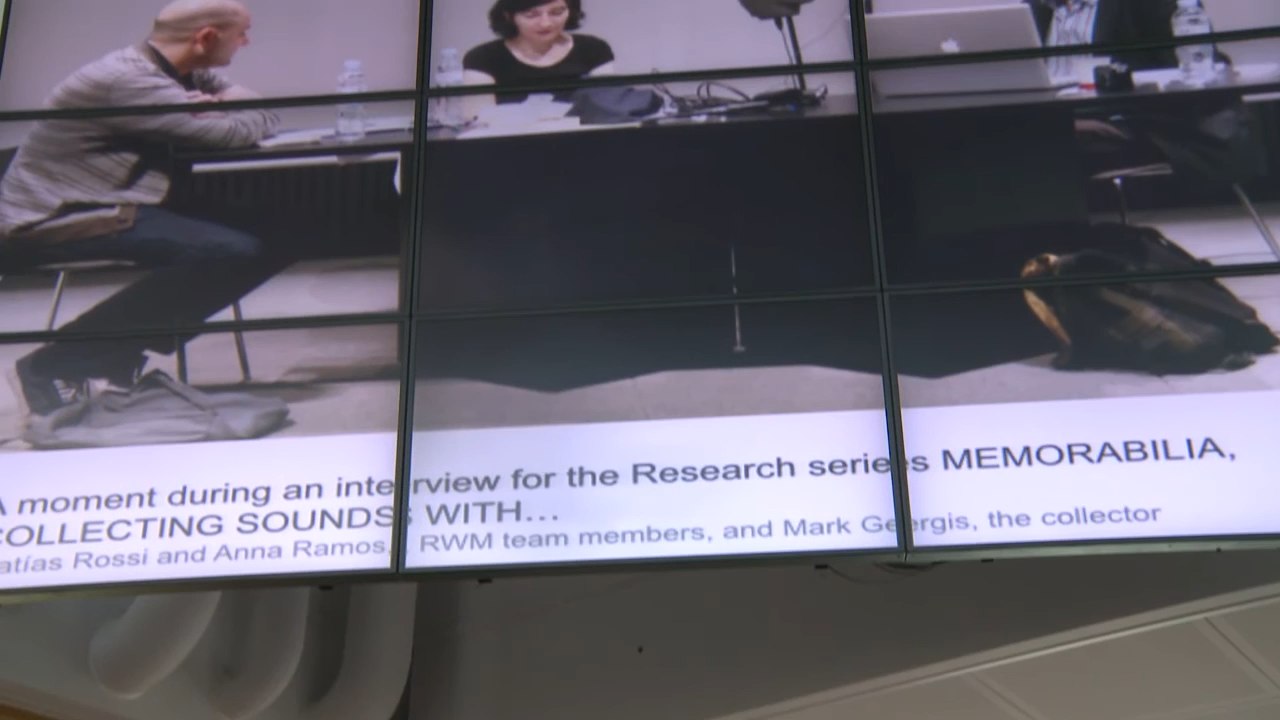 A moment during an interview for the Research series MEMORABILIA,
COLLECTING SOUNDS WITH...
atías Rossi and Anna Ramos, RWM team members, and Mark Gergis, the collector